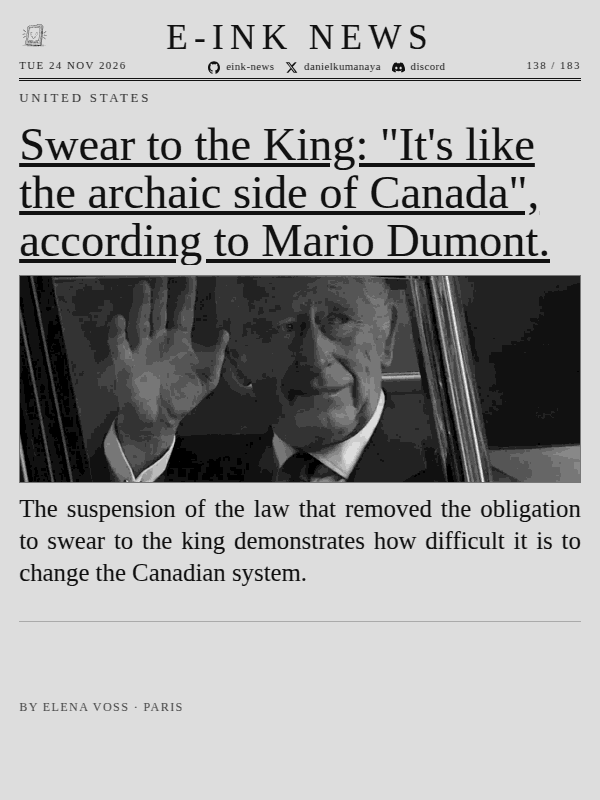 E-INK NEWS
TUE 24 NOV 2026
eink-news danielkumanaya discord
138 / 183
UNITED STATES
Swear to the King: "It's like
the archaic side of Canada",
according to Mario Dumont.
The suspension of the law that removed the obligation
to swear to the king demonstrates how difficult it is to
change the Canadian system.
BY ELENA VOSS · PARIS